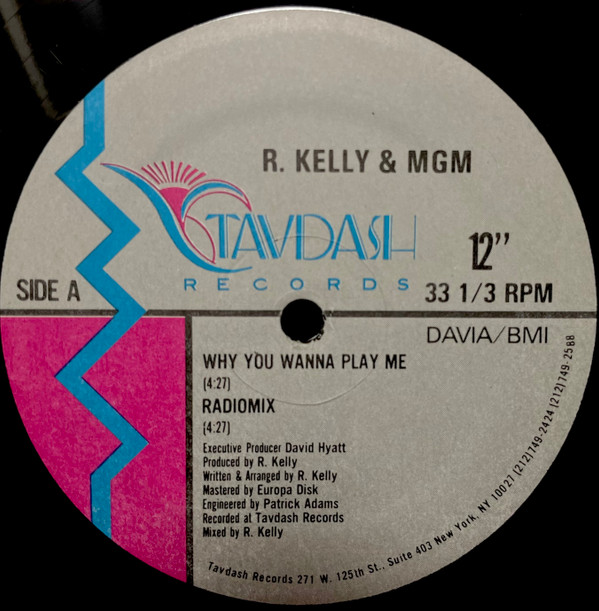 R. KELLY & MGM
TAVDASH
RECORDS
12”
SIDE A
33 1/3 RPM
DAVIA/BMI
WHY YOU WANNA PLAY ME
(4:27)
RADIOMIX
(4:27)
Executive Producer David Hyatt
Produced by R. Kelly
Written & Arranged by R. Kelly
Mastered by Europa Disk
Engineered by Patrick Adams
Recorded at Tavdash Records
Mixed by R. Kelly
Tavdash Records 271 W. 125th St., Suite 403 New York, NY 10027 (212)749-2424 (212)749-2588